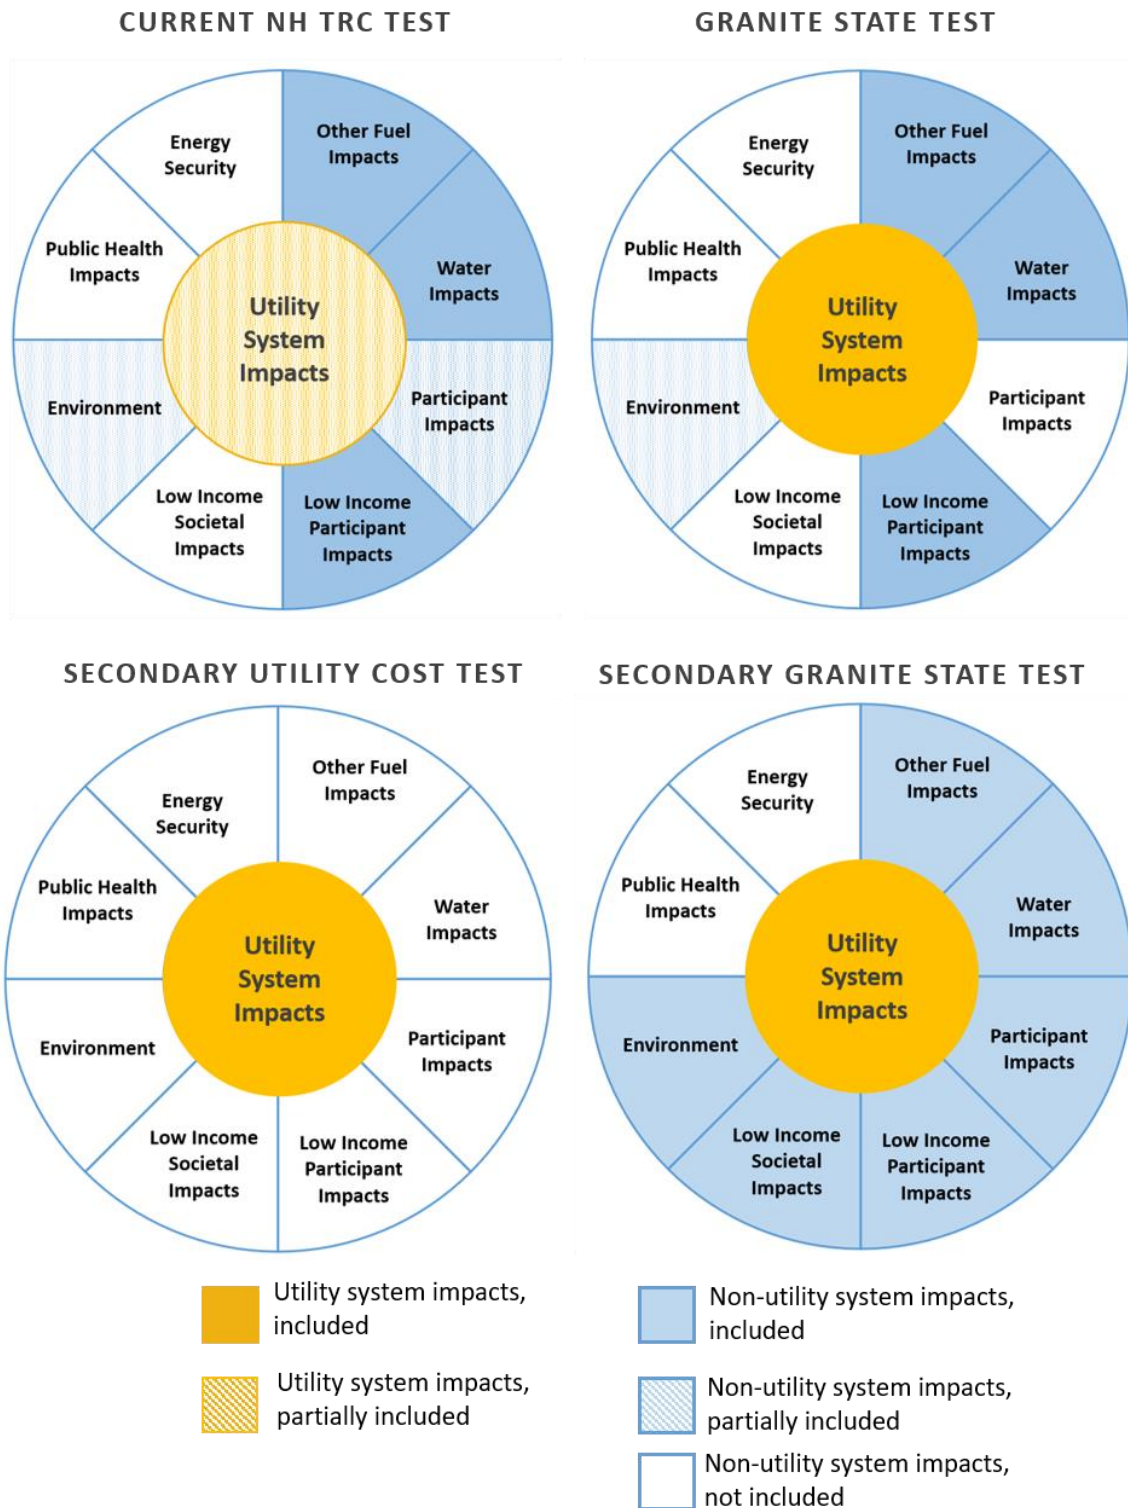 CURRENT NH TRC TEST
Energy
Security
Other Fuel
Impacts
Public Health
Impacts
Water
Impacts
Utility
System
Impacts
Environment
Participant
Impacts
Low Income
Societal
Impacts
Low Income
Participant
Impacts
GRANITE STATE TEST
Energy
Security
Other Fuel
Impacts
Public Health
Impacts
Water
Impacts
Utility
System
Impacts
Environment
Participant
Impacts
Low Income
Societal
Impacts
Low Income
Participant
Impacts
SECONDARY UTILITY COST TEST
Energy
Security
Other Fuel
Impacts
Public Health
Impacts
Water
Impacts
Utility
System
Impacts
Environment
Participant
Impacts
Low Income
Societal
Impacts
Low Income
Participant
Impacts
SECONDARY GRANITE STATE TEST
Energy
Security
Other Fuel
Impacts
Public Health
Impacts
Water
Impacts
Utility
System
Impacts
Environment
Participant
Impacts
Low Income
Societal
Impacts
Low Income
Participant
Impacts
Utility system impacts,
included
Utility system impacts,
partially included
Non-utility system impacts,
included
Non-utility system impacts,
partially included
Non-utility system impacts,
not included